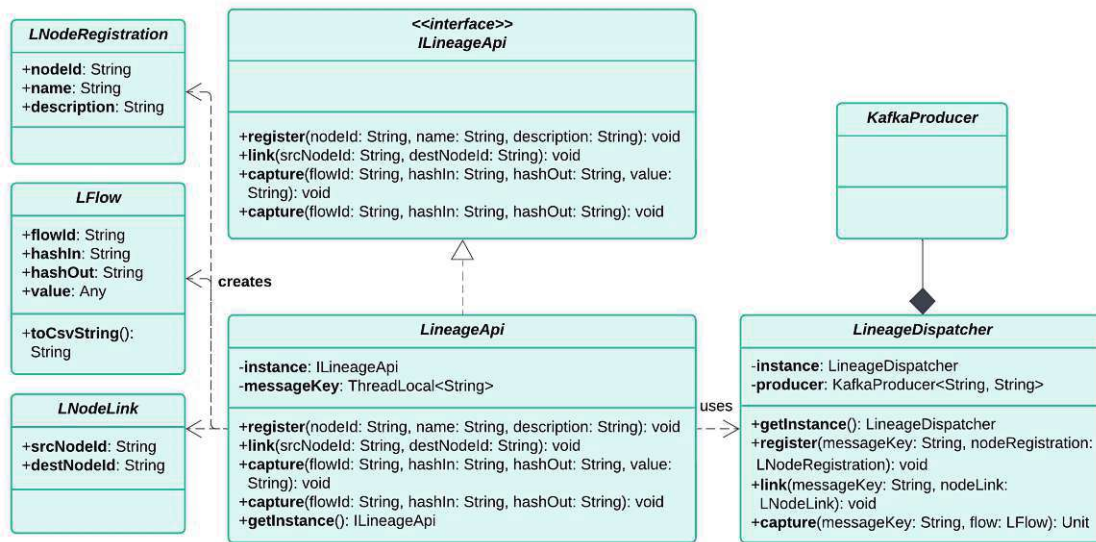 LNodeRegistration
+nodeId: String
+name: String
+description: String
LFlow
+flowId: String
+hashIn: String
+hashOut: String
+value: Any
+toCsvString():
String
LNodeLink
+srcNodeId: String
+destNodeId: String
creates
<<interface>>
ILineageApi
+register(nodeId: String, name: String, description: String): void
+link(srcNodeId: String, destNodeId: String): void
+capture(flowId: String, hashIn: String, hashOut: String, value:
String): void
+capture(flowId: String, hashIn: String, hashOut: String): void
LineageApi
-instance: ILineageApi
-messageKey: ThreadLocal<String>
+register(nodeId: String, name: String, description: String): void
+link(srcNodeId: String, destNodeId: String): void
+capture(flowId: String, hashIn: String, hashOut: String, value:
String): void
+capture(flowId: String, hashIn: String, hashOut: String): void
+getInstance(): ILineageApi
uses
KafkaProducer
LineageDispatcher
-instance: LineageDispatcher
-producer: KafkaProducer<String, String>
+getInstance(): LineageDispatcher
+register(messageKey: String, nodeRegistration:
LNodeRegistration): void
+link(messageKey: String, nodeLink:
LNodeLink): void
+capture(messageKey: String, flow: LFlow): Unit